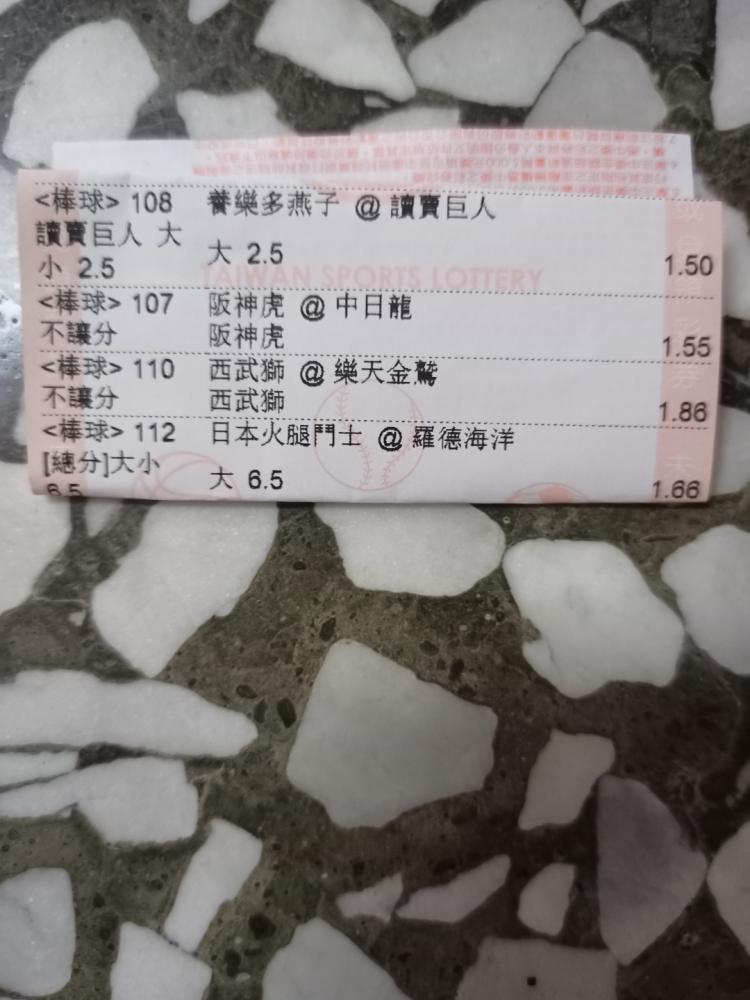 <棒球> 108 養樂多燕子 @ 讀賣巨人
讀賣巨人 大
小 2.5 大 2.5 1.50
TAIWAN SPORTS LOTTERY
<棒球> 107 阪神虎 @ 中日龍
不讓分 阪神虎 1.55
<棒球> 110 西武獅 @ 樂天金鷲
不讓分 西武獅 1.86
<棒球> 112 日本火腿鬥士 @ 羅德海洋
[總分]大小
6.5 大 6.5 1.66